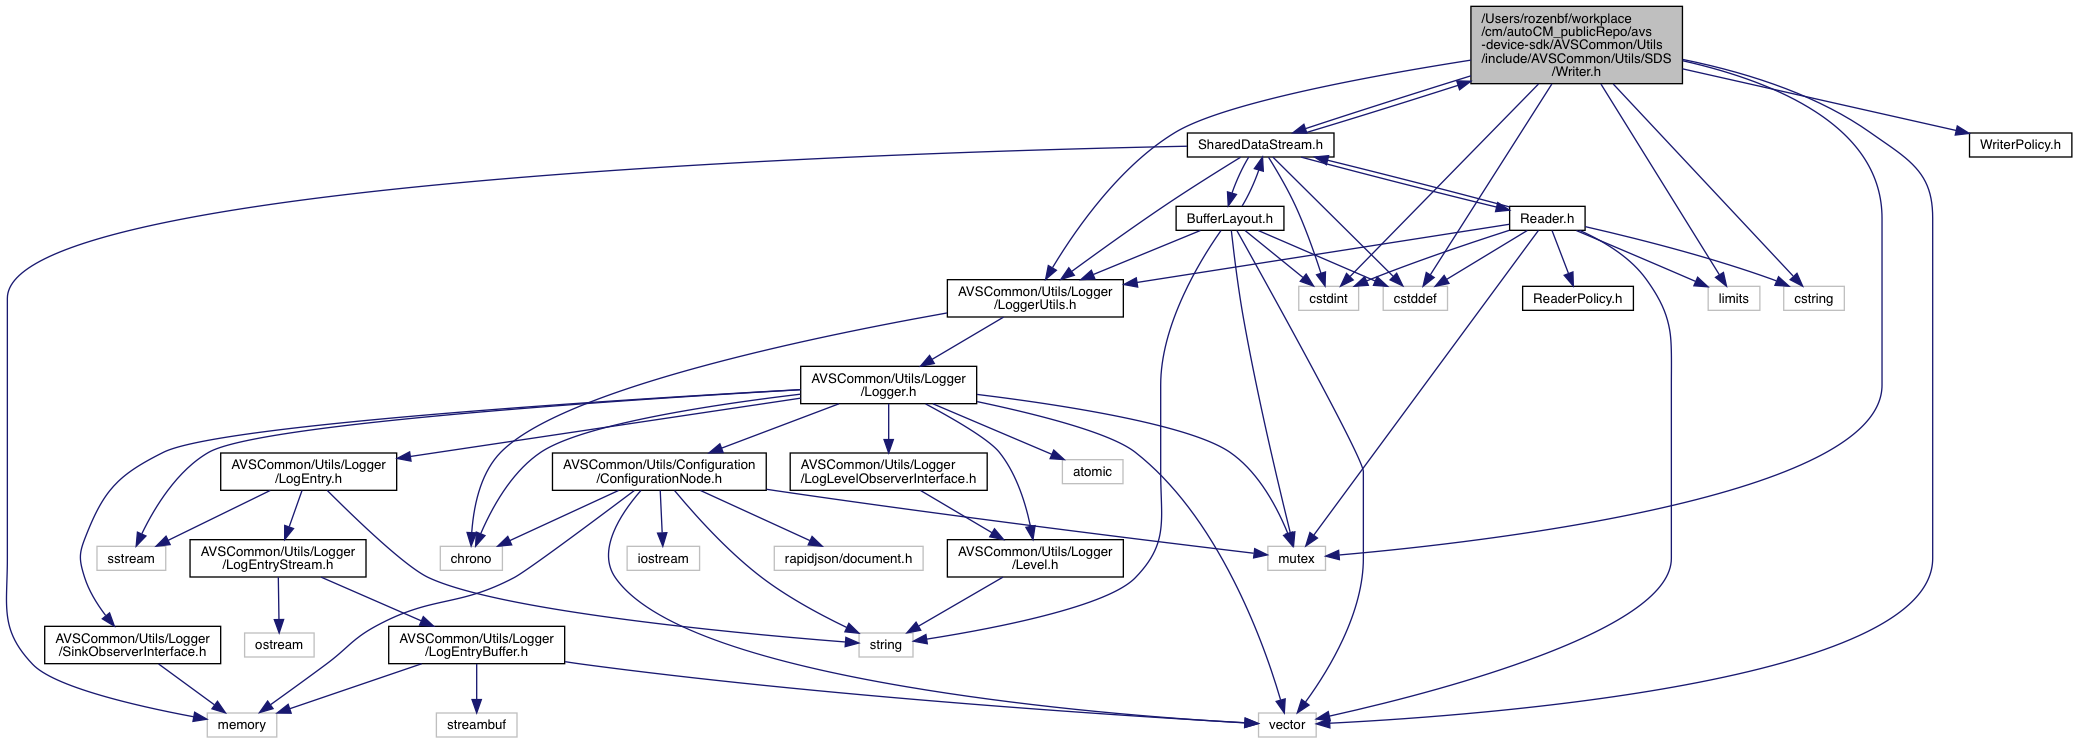 /Users/rozenbf/workplace
/cm/autoCM_publicRepo/avs
-device-sdk/AVSCommon/Utils
/include/AVSCommon/Utils/SDS
/Writer.h
SharedDataStream.h
WriterPolicy.h
BufferLayout.h
Reader.h
AVSCommon/Utils/Logger
/LoggerUtils.h
cstdint
cstddef
ReaderPolicy.h
limits
cstring
AVSCommon/Utils/Logger
/Logger.h
AVSCommon/Utils/Logger
/LogEntry.h
AVSCommon/Utils/Configuration
/ConfigurationNode.h
AVSCommon/Utils/Logger
/LogLevelObserverInterface.h
atomic
sstream
AVSCommon/Utils/Logger
/LogEntryStream.h
chrono
iostream
rapidjson/document.h
AVSCommon/Utils/Logger
/Level.h
mutex
AVSCommon/Utils/Logger
/SinkObserverInterface.h
ostream
AVSCommon/Utils/Logger
/LogEntryBuffer.h
string
memory
streambuf
vector